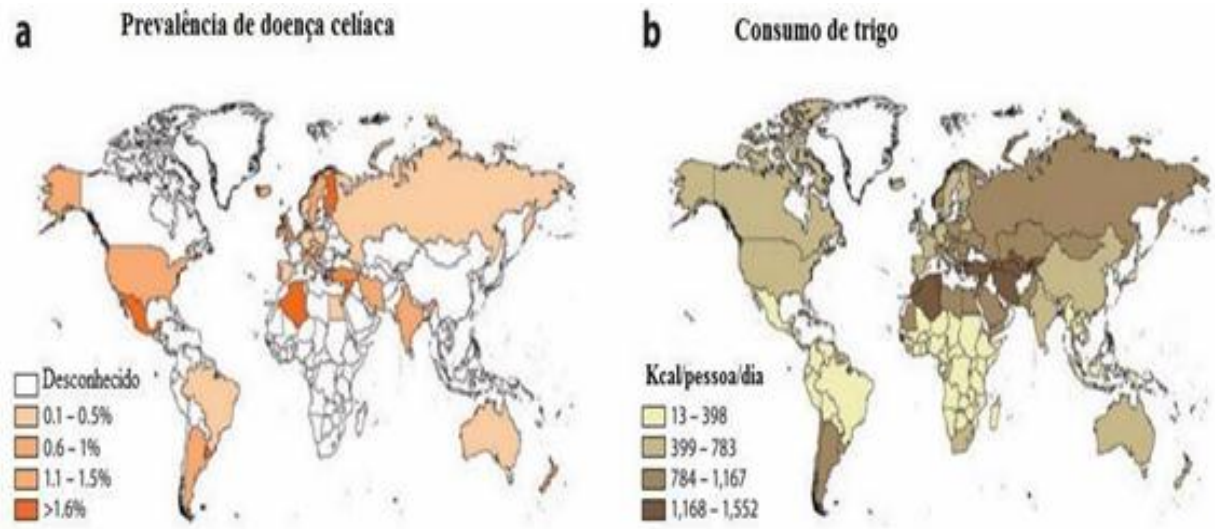 a
Prevalência de doença celíaca
Desconhecido
0.1 – 0.5%
0.6 – 1%
1.1 – 1.5%
>1.6%
b
Consumo de trigo
Kcal/pessoa/dia
13 – 398
399 – 783
784 – 1,167
1,168 – 1,552